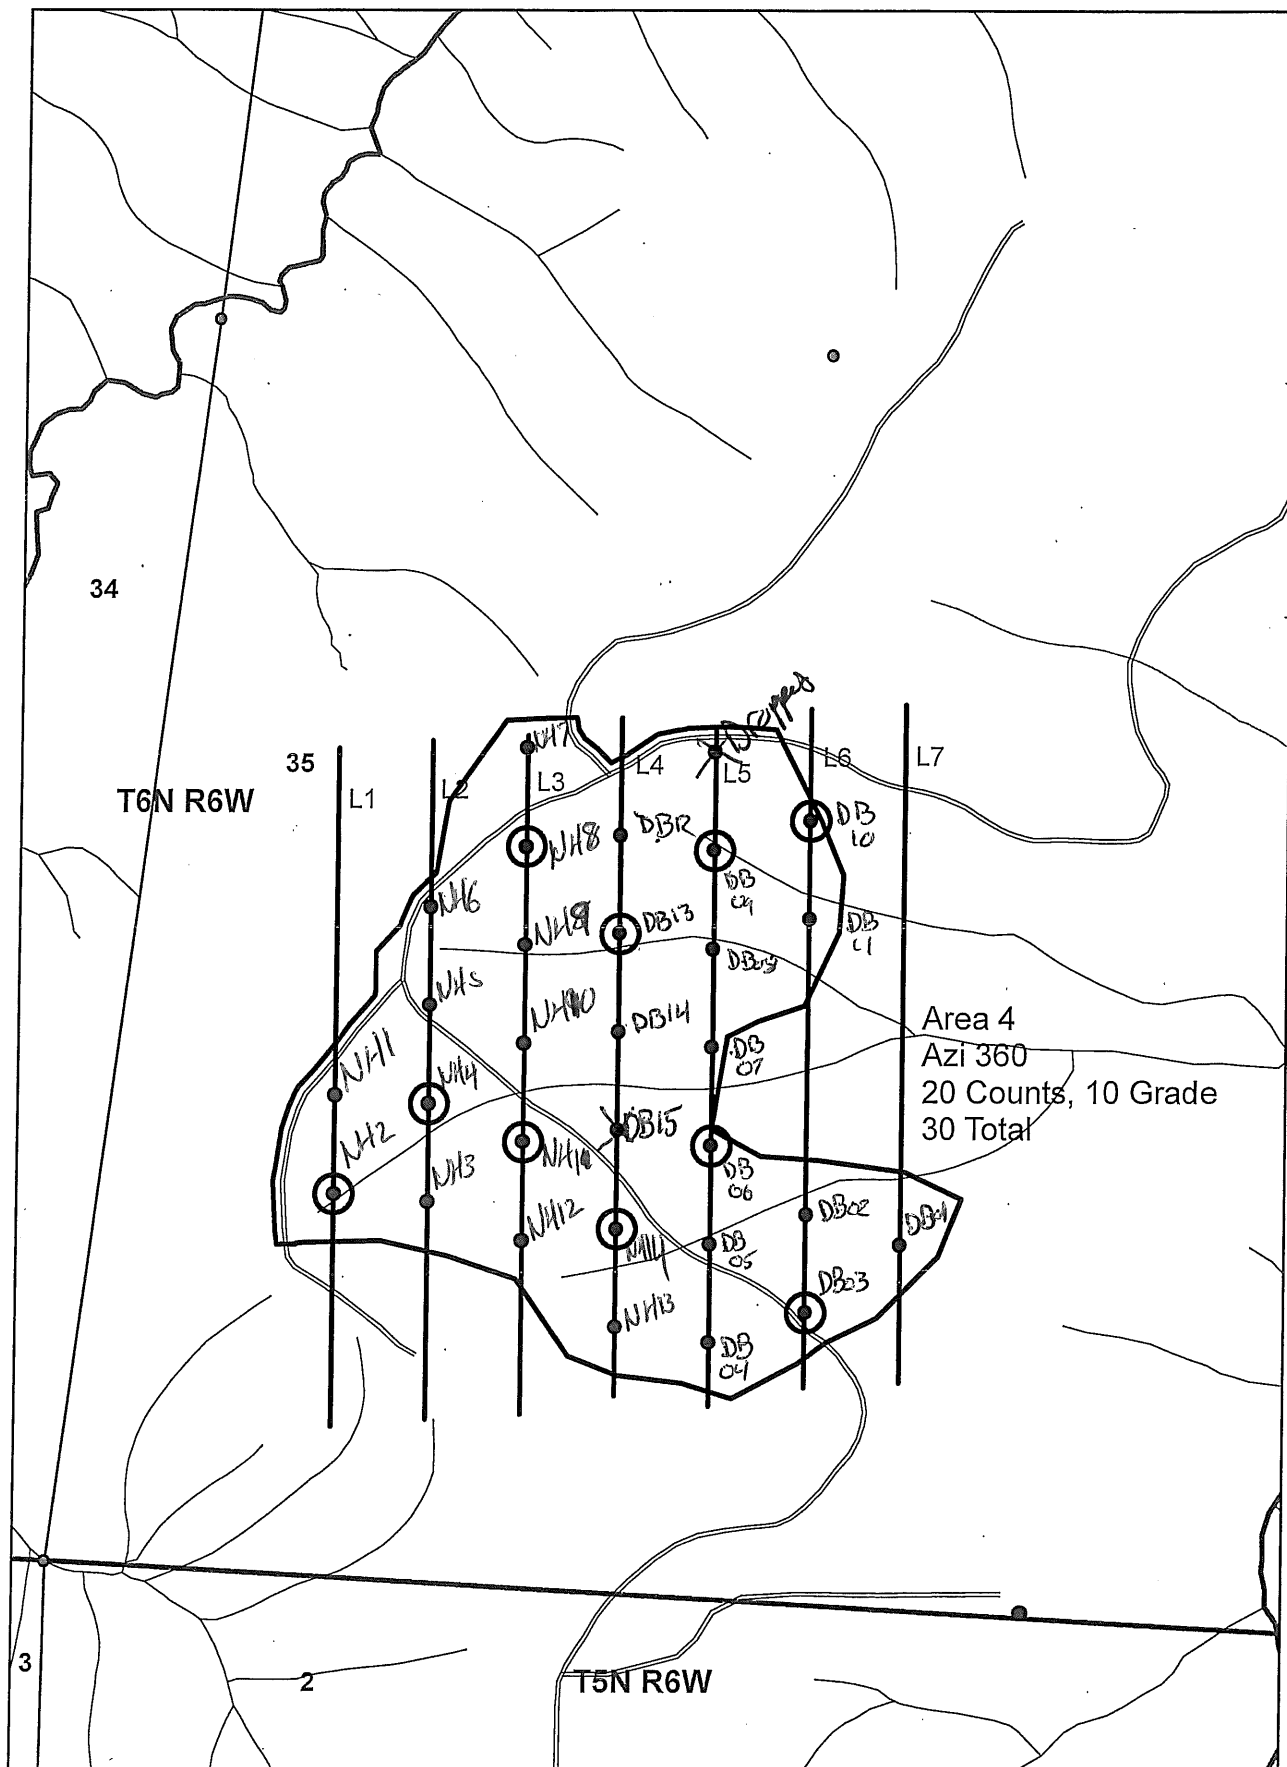 34
35
T6N R6W
L1
L2
L3
L4
L5
L6
L7
Dropped
NH7
NH8
DB12
DB
10
NH6
NH9
DB13
DB
09
DB
11
NH5
NH10
DB14
DB08
DB
07
NH1
NH4
NH2
NH3
NH11
DB15
DB
06
NH12
NH14
DB
05
DB02
DB01
NH13
DB
04
DB03
Area 4
Azi 360
20 Counts, 10 Grade
30 Total
3
2
T5N R6W